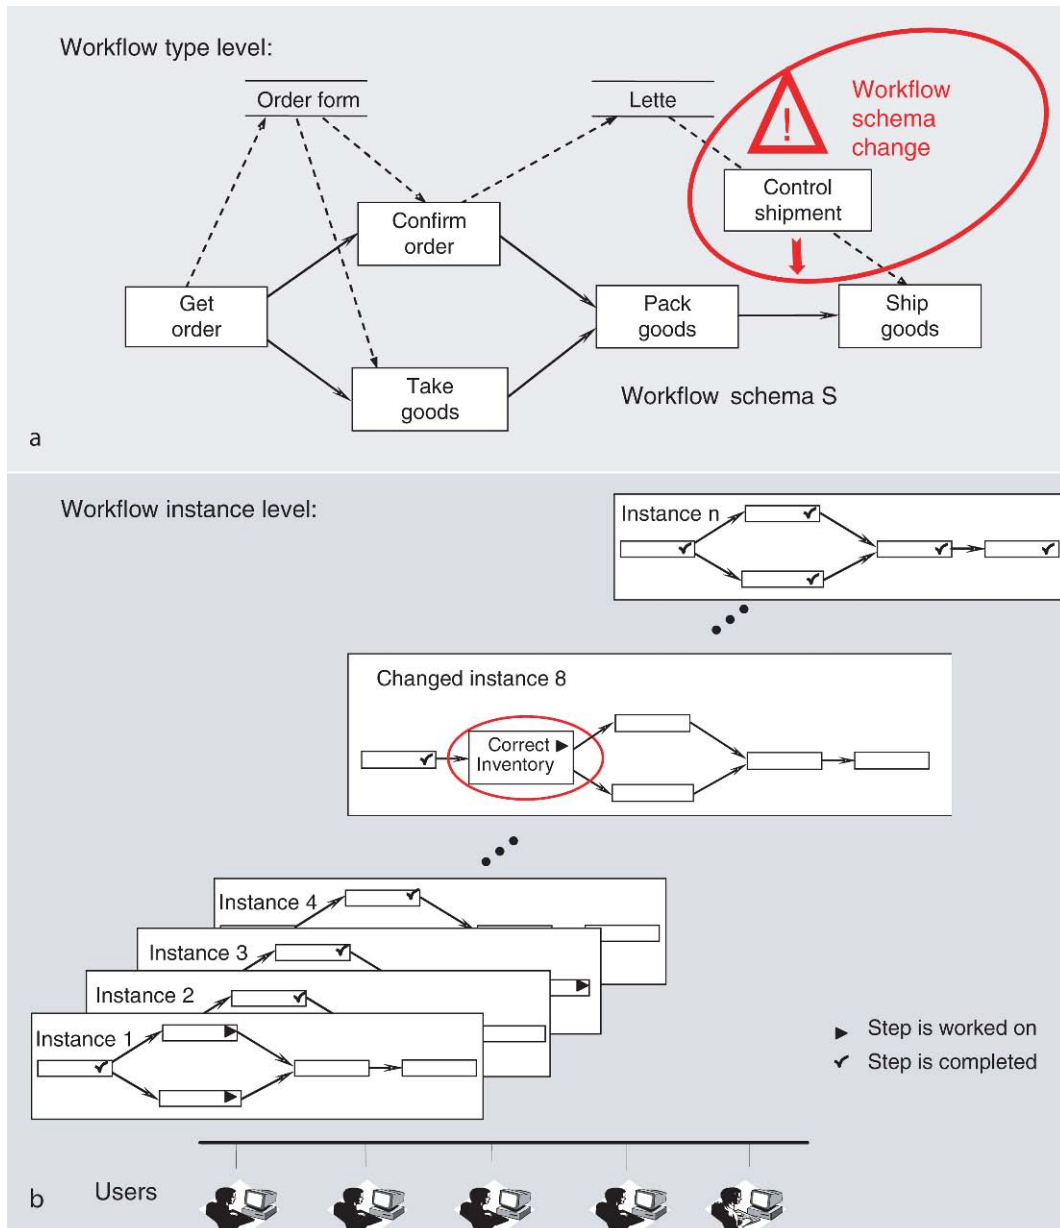 Workflow type level:
Order form
Lette
!
Workflow
schema
change
Control
shipment
Confirm
order
Get
order
Pack
goods
Ship
goods
Take
goods
Workflow schema S
a
Workflow instance level:
Instance n
Changed instance 8
Correct
Inventory
Instance 4
Instance 3
Instance 2
Instance 1
Step is worked on
Step is completed
b
Users